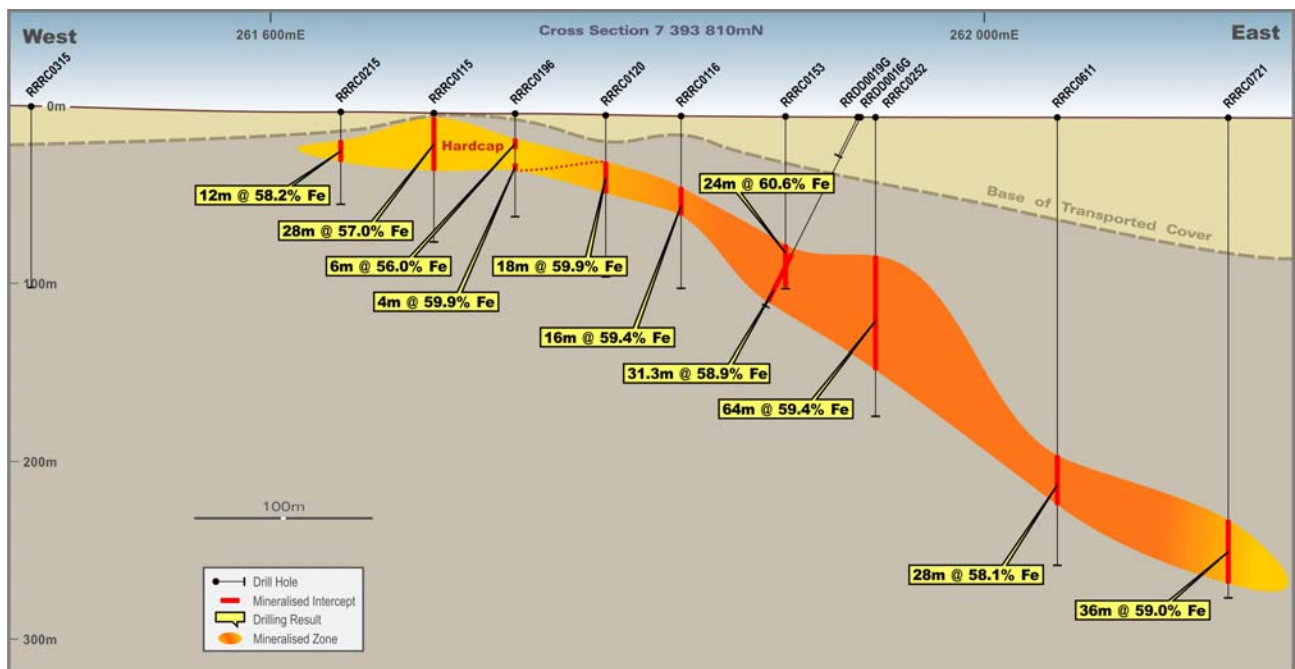 West
261 600mE
Cross Section 7 393 810mN
262 000mE
East
RRRC0315
RRRC0215
RRRC0115
RRRC0196
RRRC0120
RRRC0116
RRRC0153
RRDD0019G
RRDD0016G
RRRC0252
RRRC0611
RRRC0721
0m
Hardcap
12m @ 58.2% Fe
28m @ 57.0% Fe
6m @ 56.0% Fe
4m @ 59.9% Fe
18m @ 59.9% Fe
16m @ 59.4% Fe
24m @ 60.6% Fe
31.3m @ 58.9% Fe
64m @ 59.4% Fe
28m @ 58.1% Fe
36m @ 59.0% Fe
Base of Transported Cover
100m
200m
300m
100m
Drill Hole
Mineralised Intercept
Drilling Result
Mineralised Zone